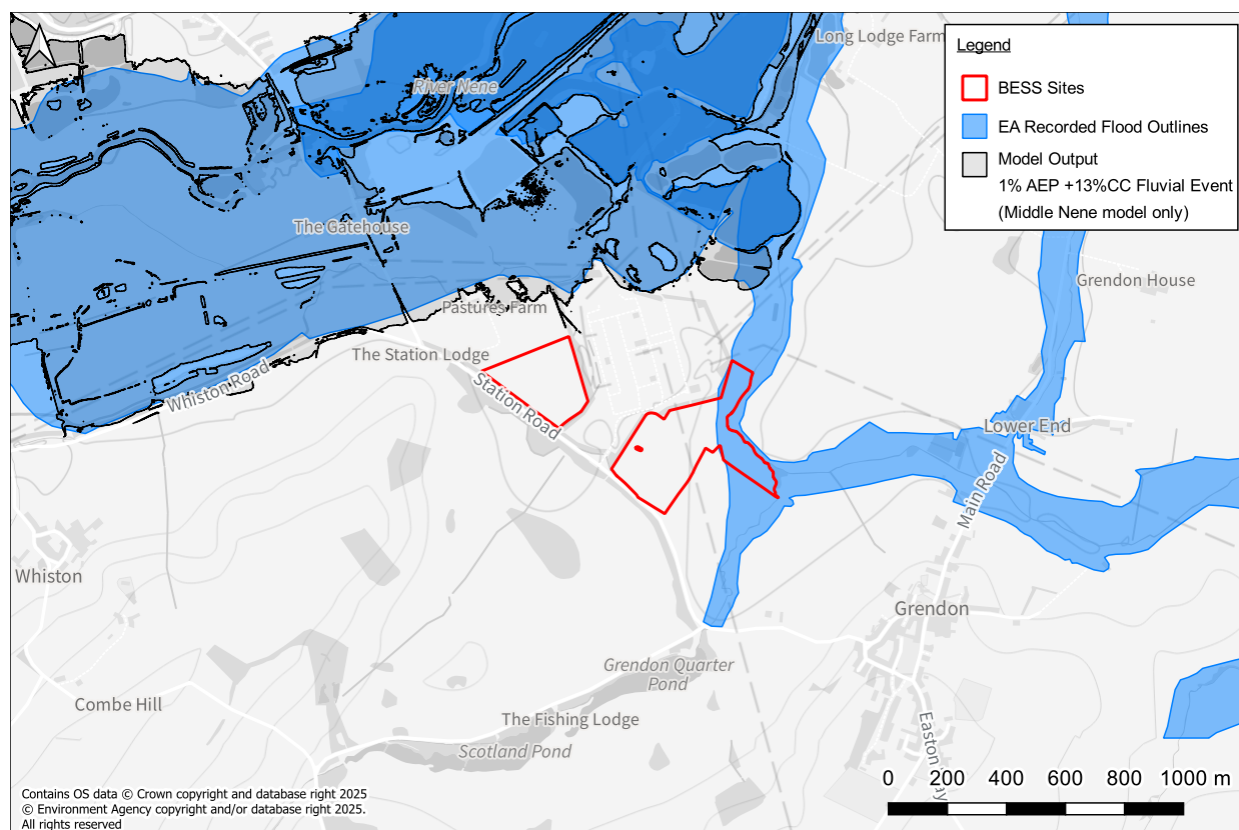 Long Lodge Farm
Legend
BESS Sites
EA Recorded Flood Outlines
Model Output
1% AEP +13%CC Fluvial Event
(Middle Nene model only)
River Nene
The Gatehouse
Grendon House
Pastures Farm
The Station Lodge
Whiston Road
Station Road
Lower End
Main Road
Whiston
Grendon
Grendon Quarter
Pond
Combe Hill
The Fishing Lodge
Scotland Pond
Easton Way
0 200 400 600 800 1000 m
Contains OS data © Crown copyright and database right 2025
© Environment Agency copyright and/or database right 2025.
All rights reserved